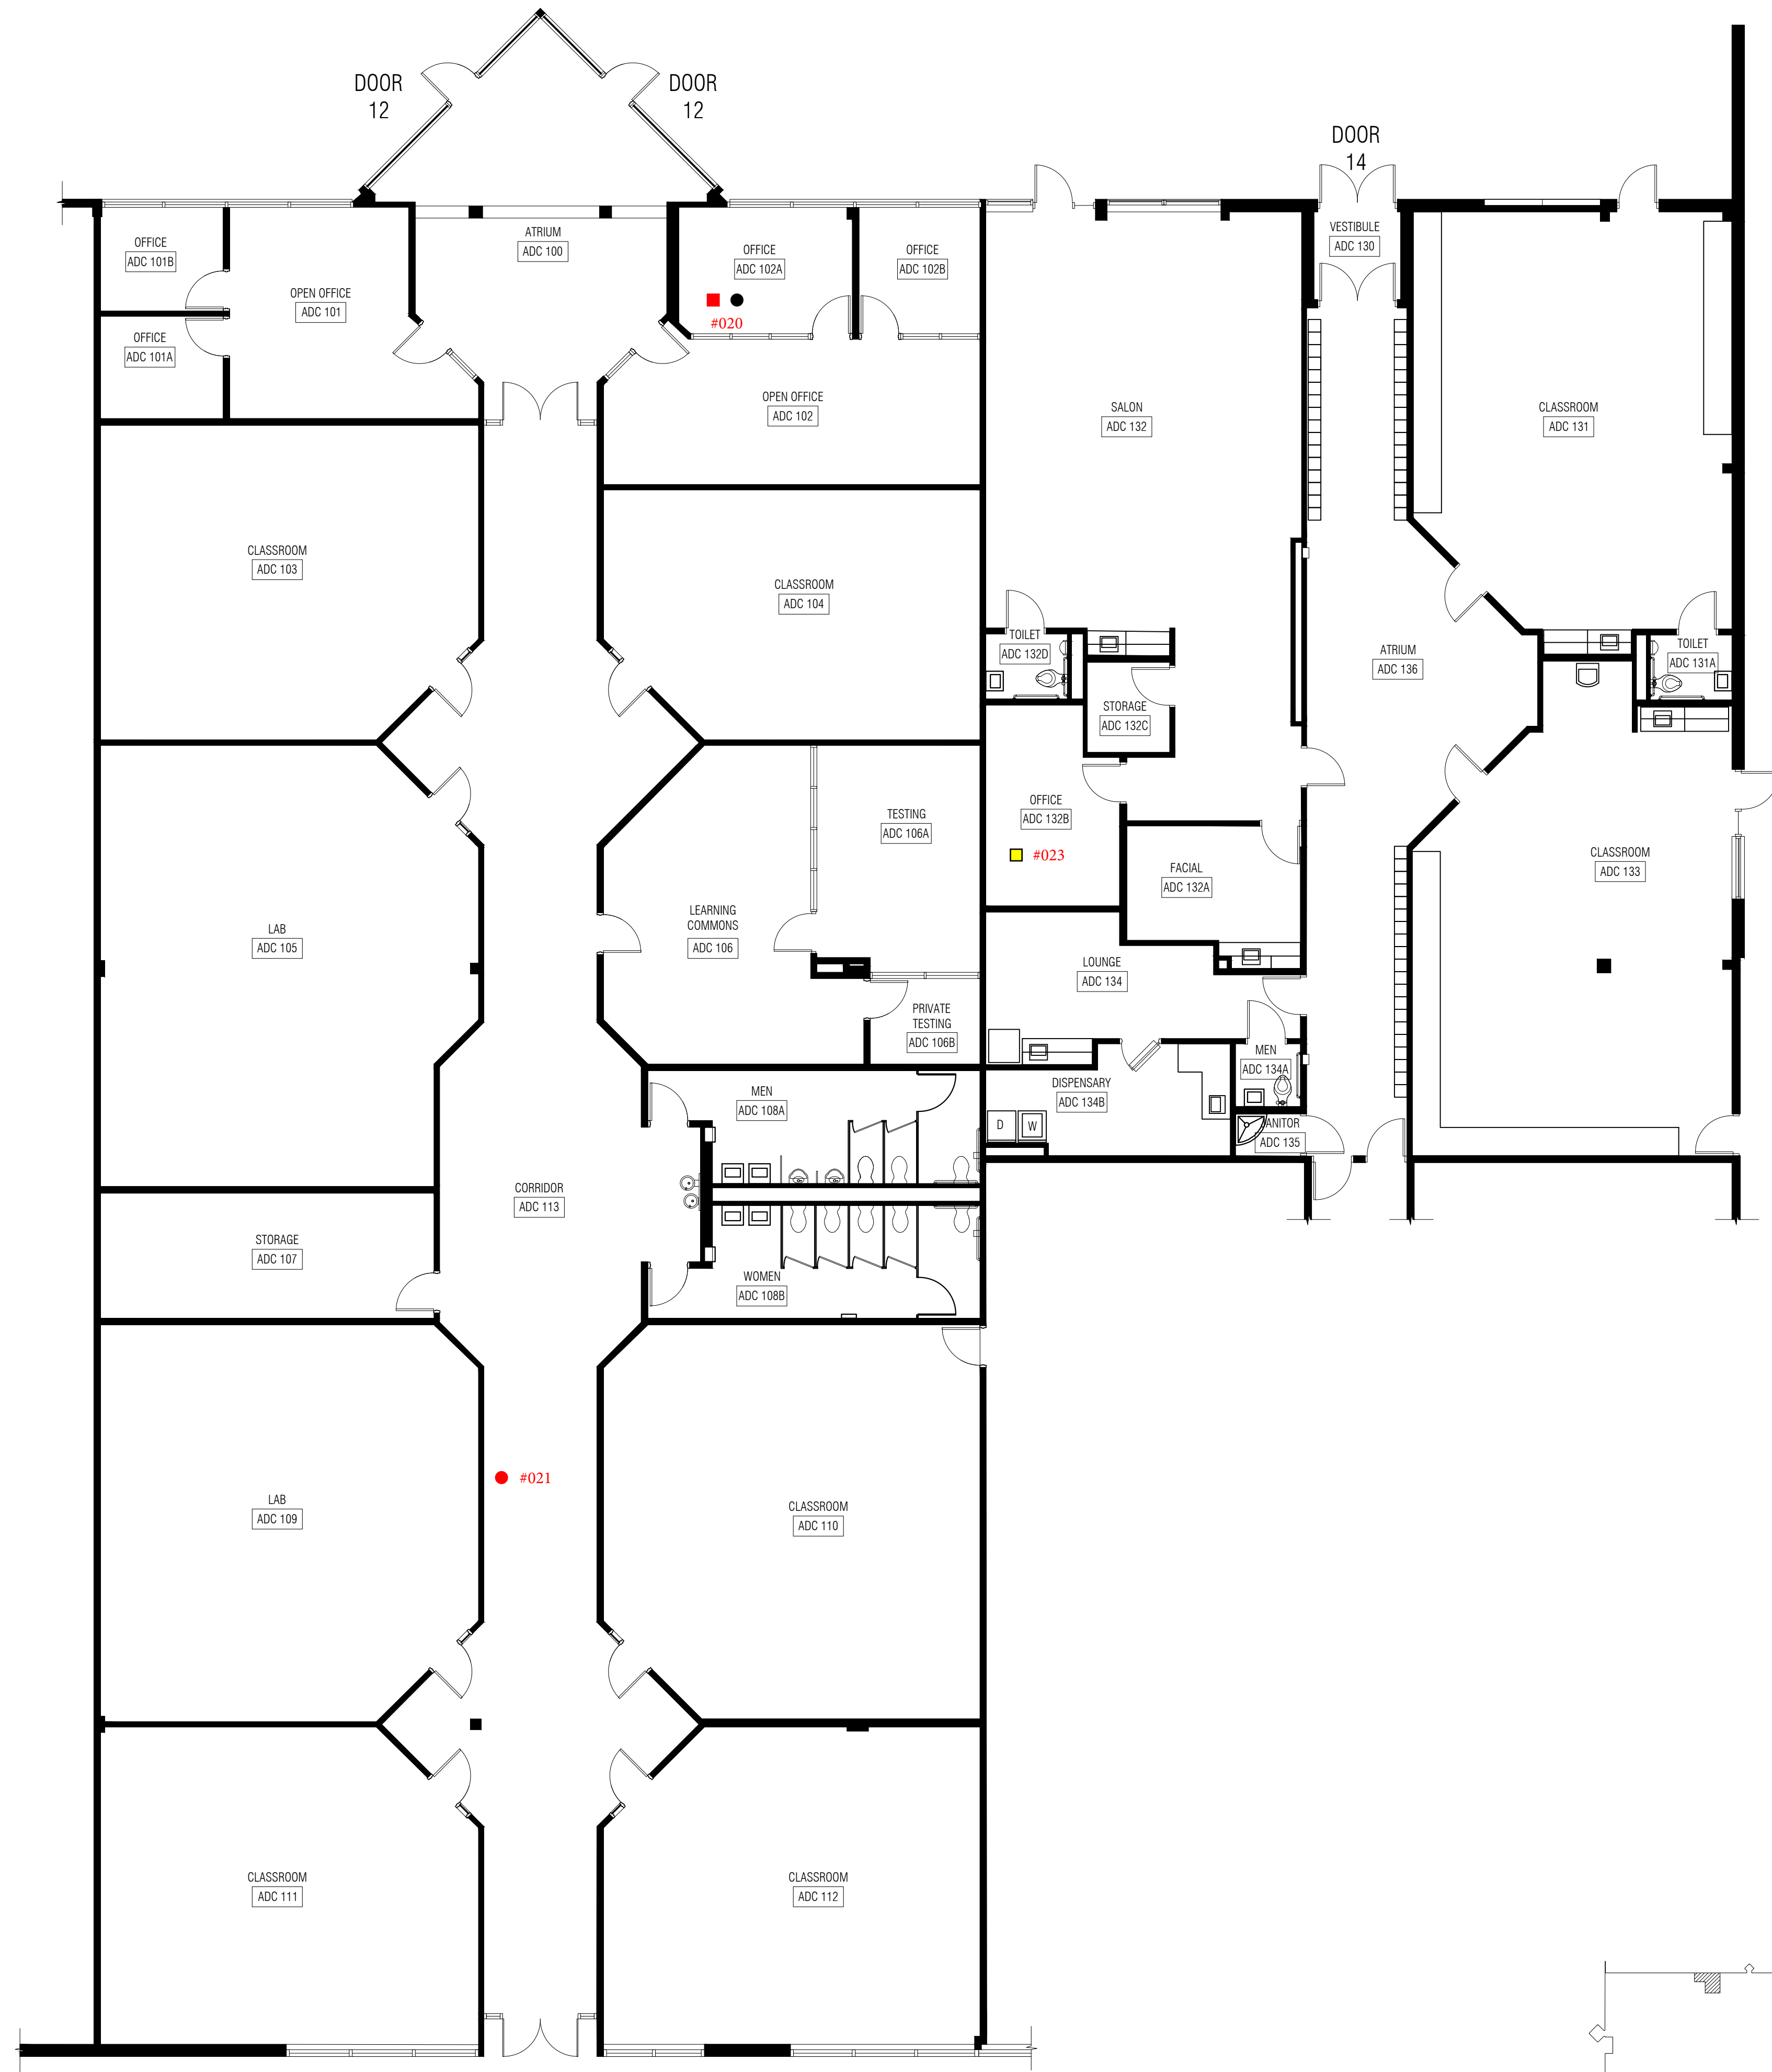 DOOR
12
DOOR
12
DOOR
14
OFFICE
ADC 101B
OPEN OFFICE
ADC 101
OFFICE
ADC 101A
ATRIUM
ADC 100
OFFICE
ADC 102A
#020
OFFICE
ADC 102B
OPEN OFFICE
ADC 102
SALON
ADC 132
VESTIBULE
ADC 130
CLASSROOM
ADC 131
CLASSROOM
ADC 103
CLASSROOM
ADC 104
TOILET
ADC 132D
STORAGE
ADC 132C
ATRIUM
ADC 136
TOILET
ADC 131A
LAB
ADC 105
LEARNING
COMMONS
ADC 106
TESTING
ADC 106A
PRIVATE
TESTING
ADC 106B
OFFICE
ADC 132B
#023
FACIAL
ADC 132A
CLASSROOM
ADC 133
LOUNGE
ADC 134
MEN
ADC 134A
DISPENSARY
ADC 134B
D
W
ANITOR
ADC 135
MEN
ADC 108A
CORRIDOR
ADC 113
STORAGE
ADC 107
WOMEN
ADC 108B
#021
LAB
ADC 109
CLASSROOM
ADC 110
CLASSROOM
ADC 111
CLASSROOM
ADC 112